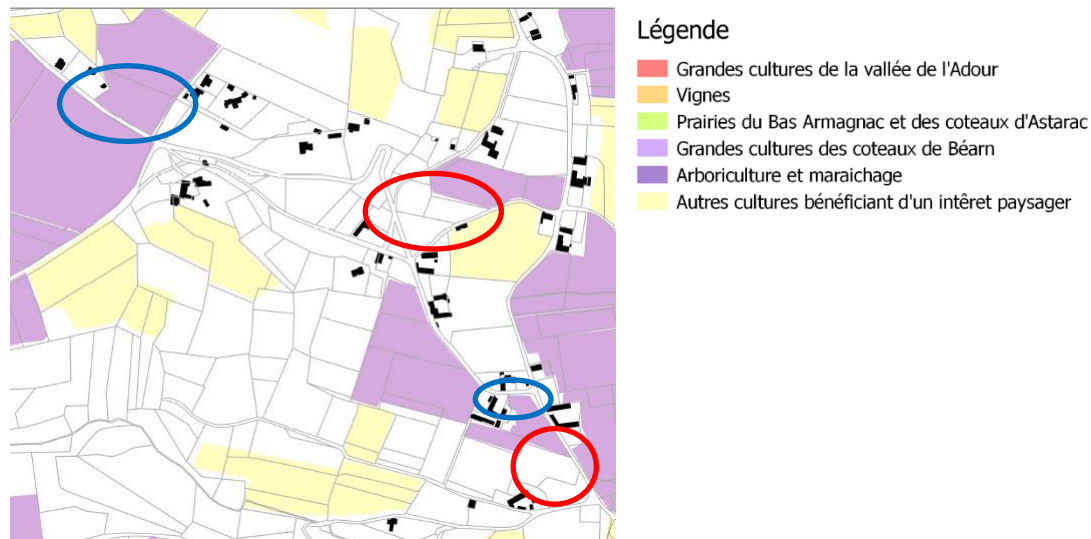 Légende
Grandes cultures de la vallée de l'Adour
Vignes
Prairies du Bas Armagnac et des coteaux d'Astarac
Grandes cultures des coteaux de Béarn
Arboriculture et maraichage
Autres cultures bénéficiant d'un intêret paysager